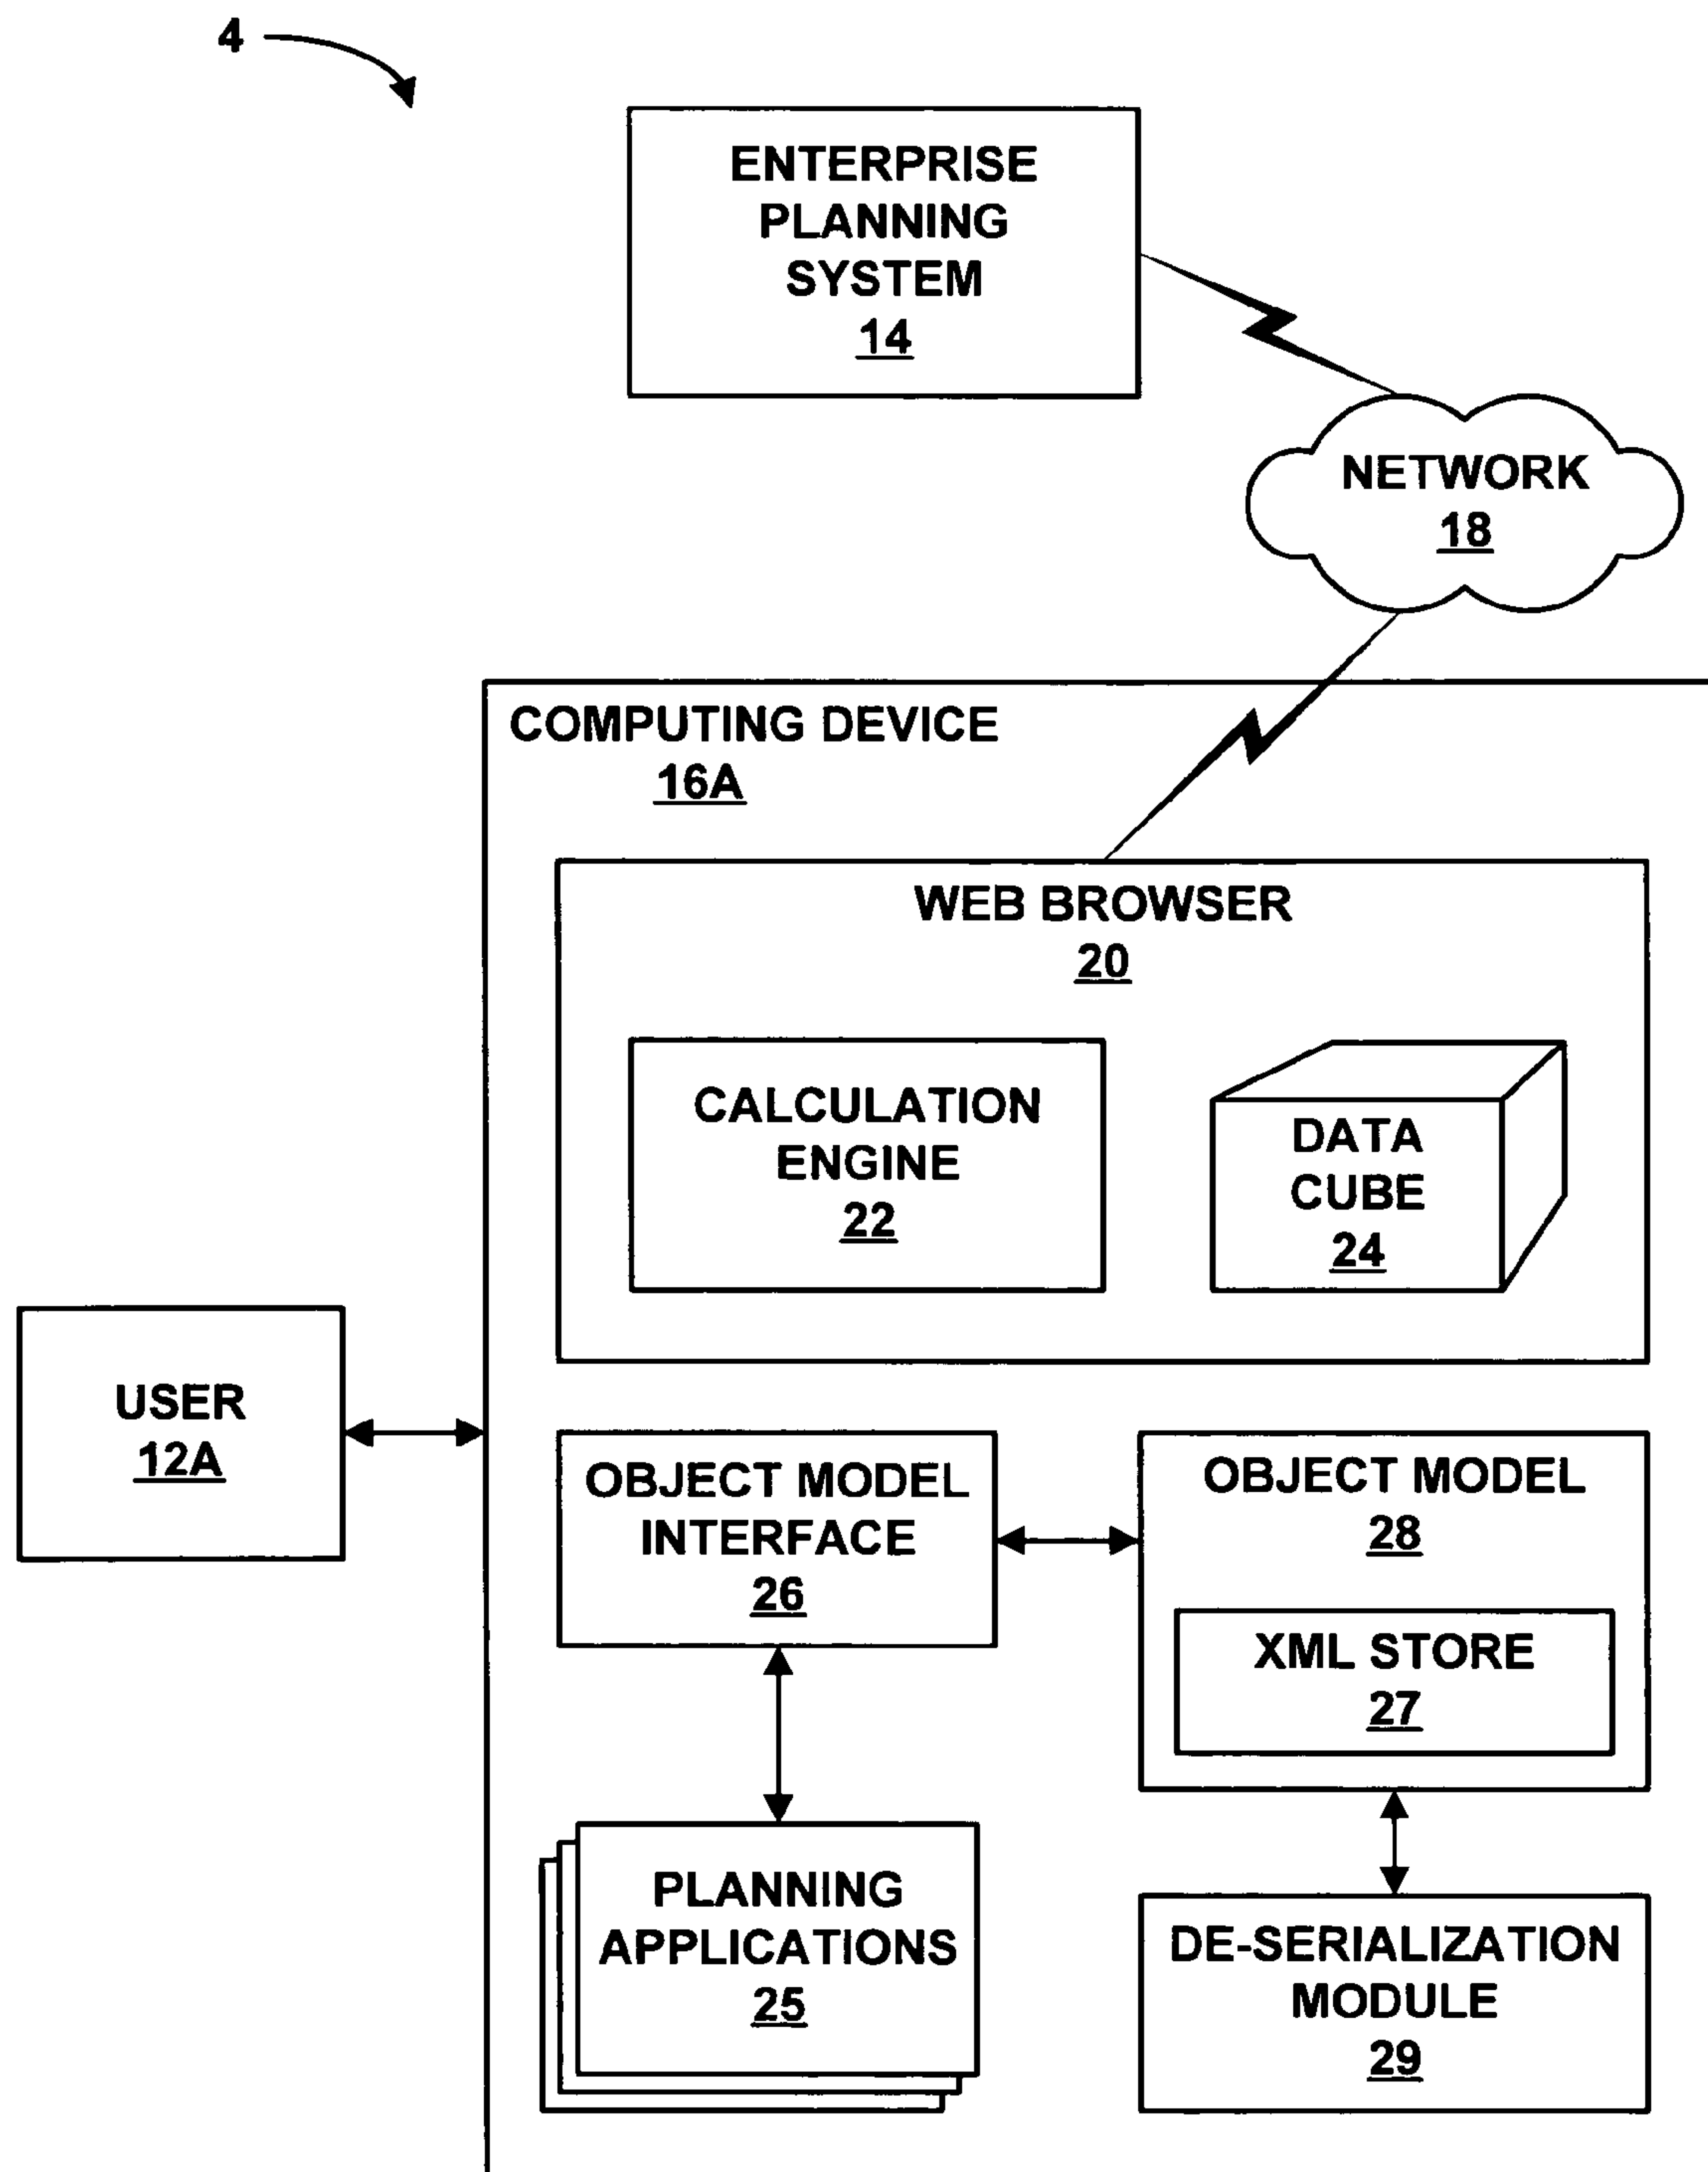 4
ENTERPRISE
PLANNING
SYSTEM
14
NETWORK
18
COMPUTING DEVICE
16A
WEB BROWSER
20
CALCULATION
ENGINE
22
DATA
CUBE
24
USER
12A
OBJECT MODEL
INTERFACE
26
OBJECT MODEL
28
XML STORE
27
PLANNING
APPLICATIONS
25
DE-SERIALIZATION
MODULE
29